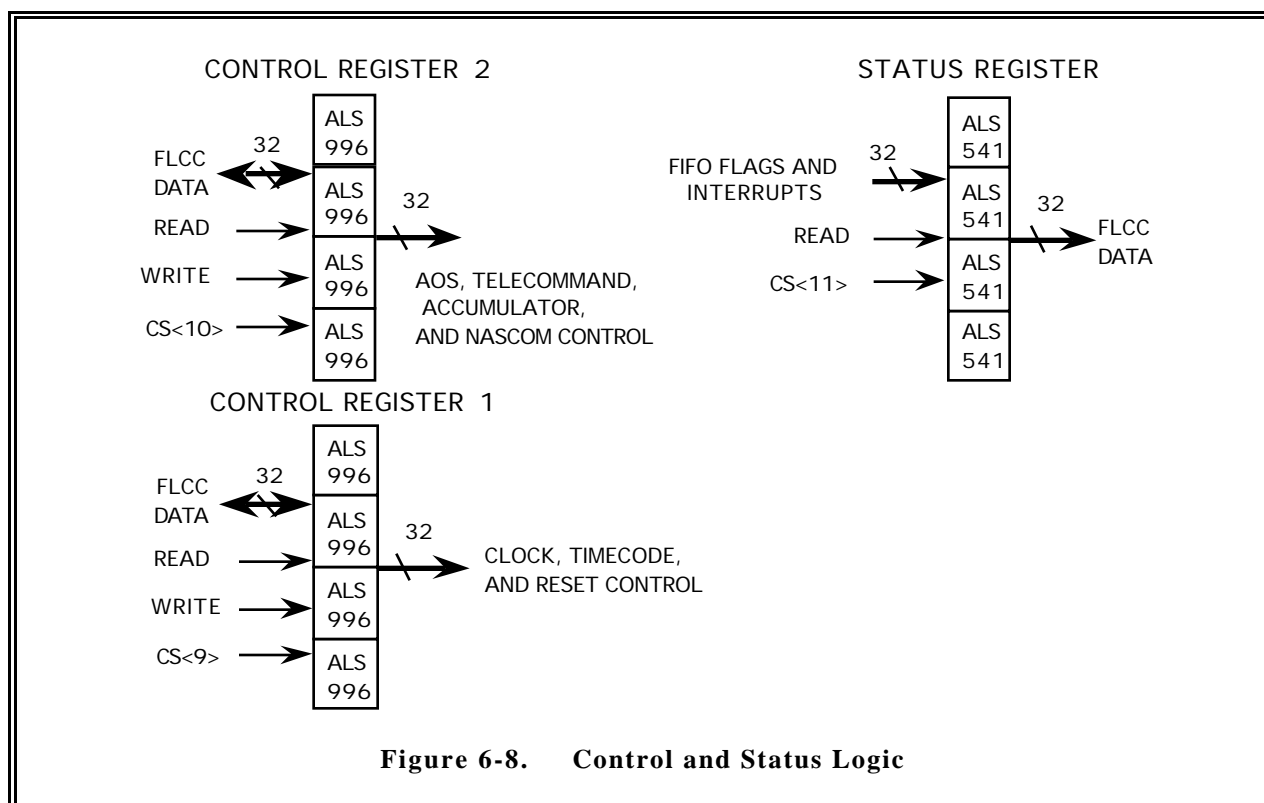 CONTROL REGISTER 2
ALS
996
ALS
996
ALS
996
ALS
996
32
FLCC
DATA
READ
WRITE
CS<10>
32
AOS, TELECOMMAND,
ACCUMULATOR,
AND NASCOM CONTROL
STATUS REGISTER
ALS
541
ALS
541
ALS
541
ALS
541
32
FIFO FLAGS AND
INTERRUPTS
READ
CS<11>
32
FLCC
DATA
CONTROL REGISTER 1
ALS
996
ALS
996
ALS
996
ALS
996
32
FLCC
DATA
READ
WRITE
CS<9>
32
CLOCK, TIMECODE,
AND RESET CONTROL
Figure 6-8. Control and Status Logic